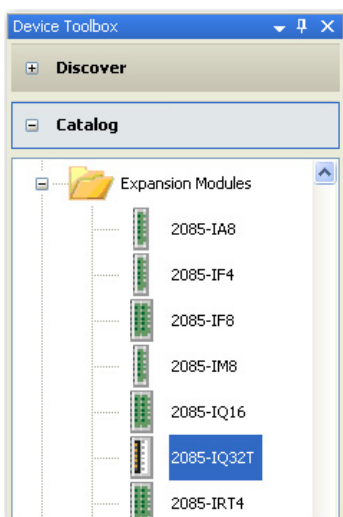 Device Toolbox
Discover
Catalog
Expansion Modules
2085-IA8
2085-IF4
2085-IF8
2085-IM8
2085-IQ16
2085-IQ32T
2085-IRT4